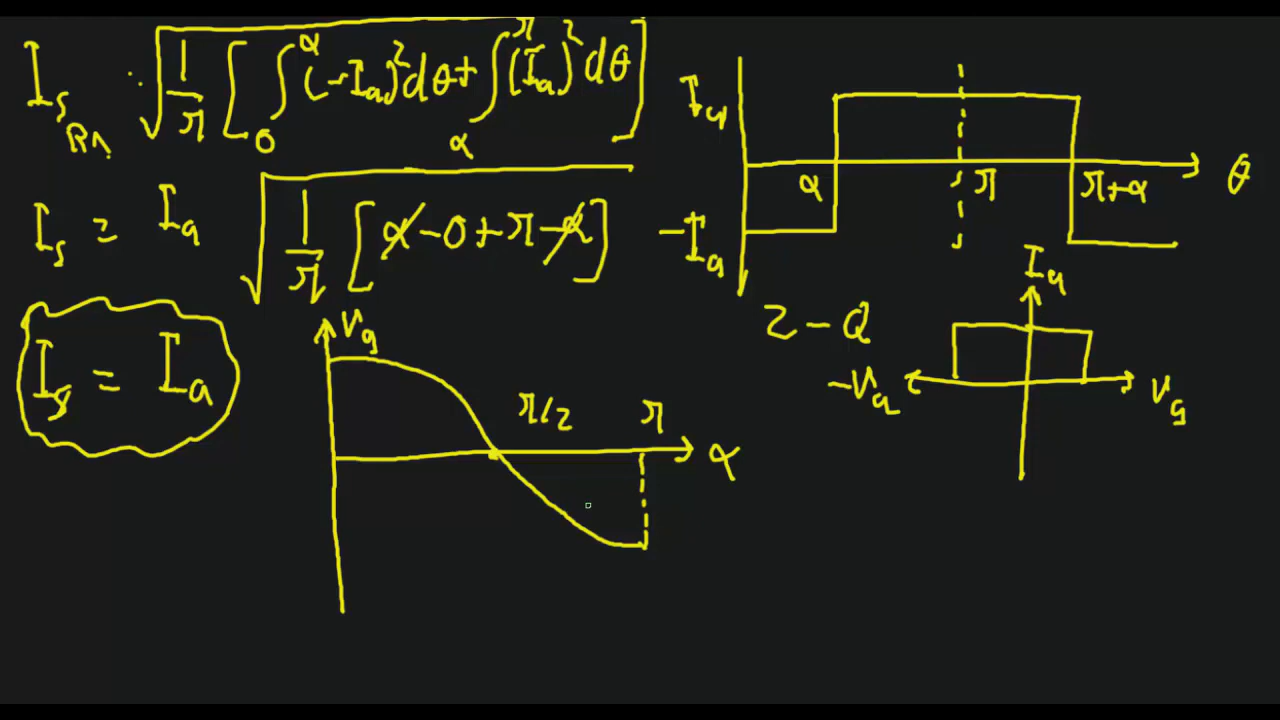 I_s RMS = √(1/π [∫_0^α (-I_a)² dθ + ∫_α^π (I_a)² dθ])
I_s = I_a √(1/π [α - 0 + π - α])
I_s = I_a
I_a
-I_a
α π π+α θ
V_a
π/2 π α
2-Q
I_a
-V_a V_a